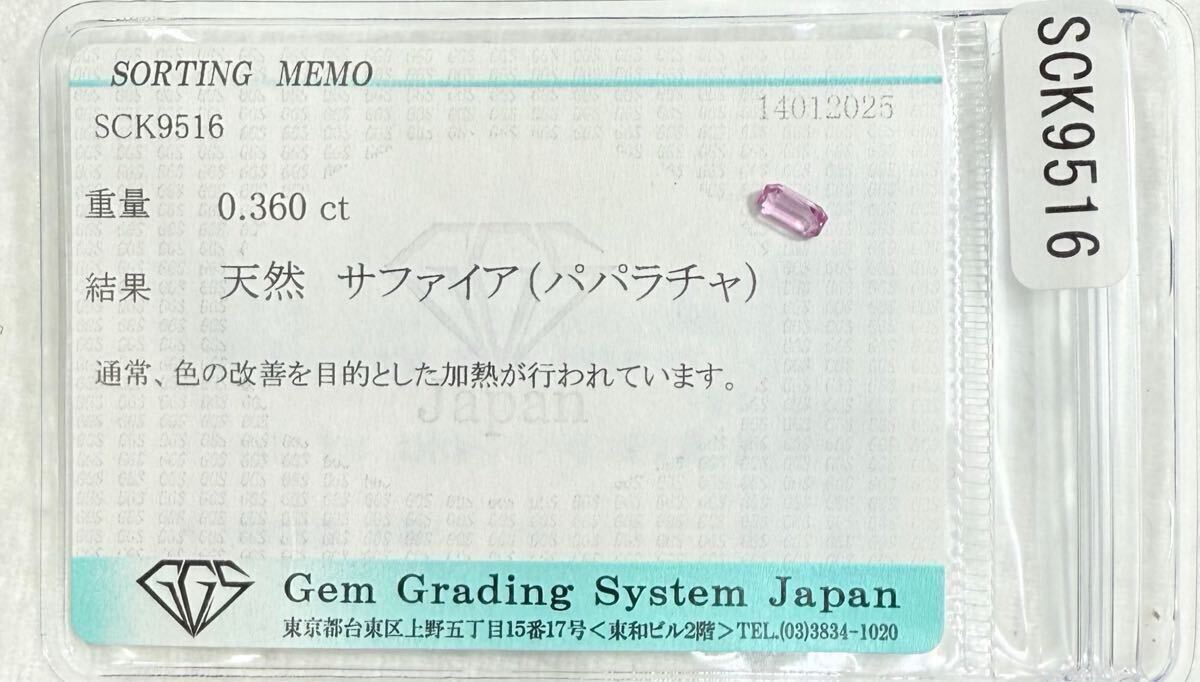 SORTING MEMO
SCK9516
14012025
重量 0.360 ct
結果 天然 サファイア(パパラチャ)
通常、色の改善を目的とした加熱が行われています。
Japan
GGS
Gem Grading System Japan
東京都台東区上野五丁目15番17号<東和ビル2階>TEL.(03)3834-1020
SCK9516